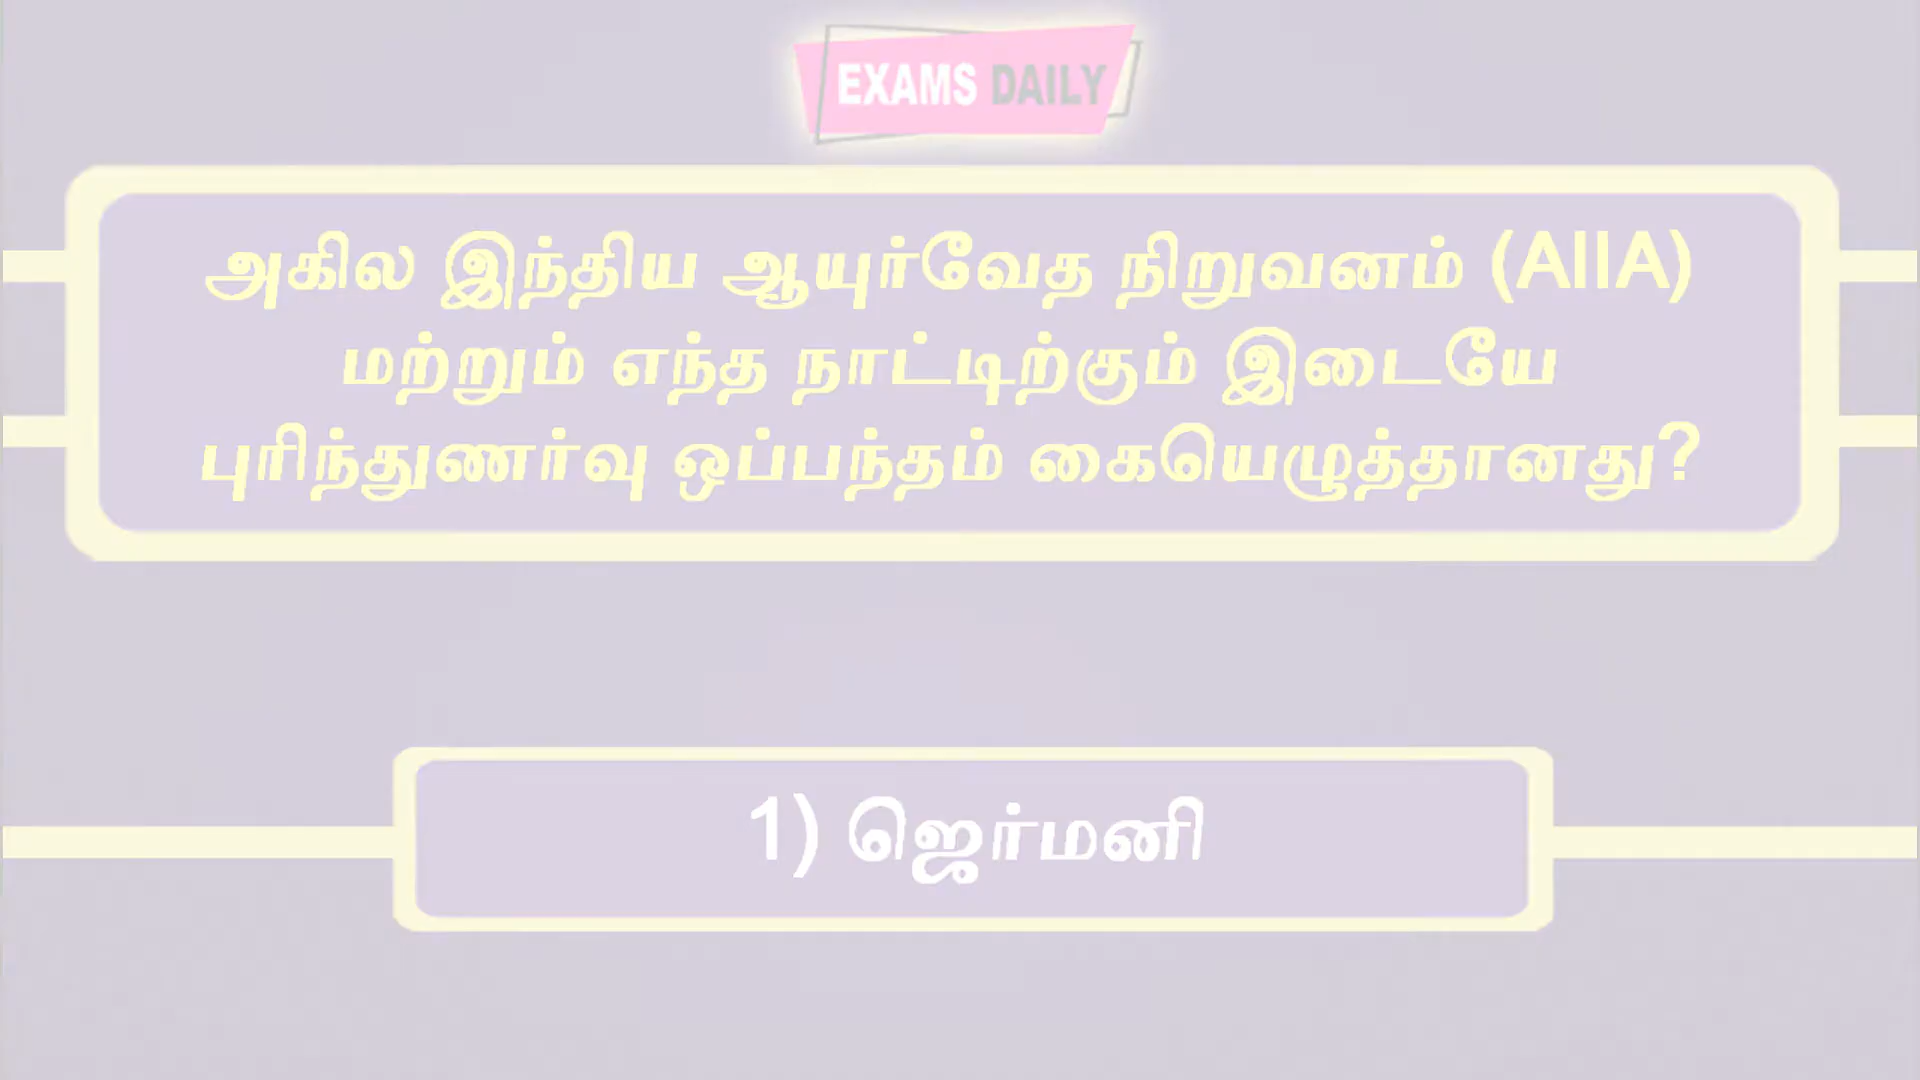 EXAMS DAILY
அகில இந்திய ஆயுர்வேத நிறுவனம் (AIIA)
மற்றும் எந்த நாட்டிற்கும் இடையே
புரிந்துணர்வு ஒப்பந்தம் கையெழுத்தானது?
1) ஜெர்மனி